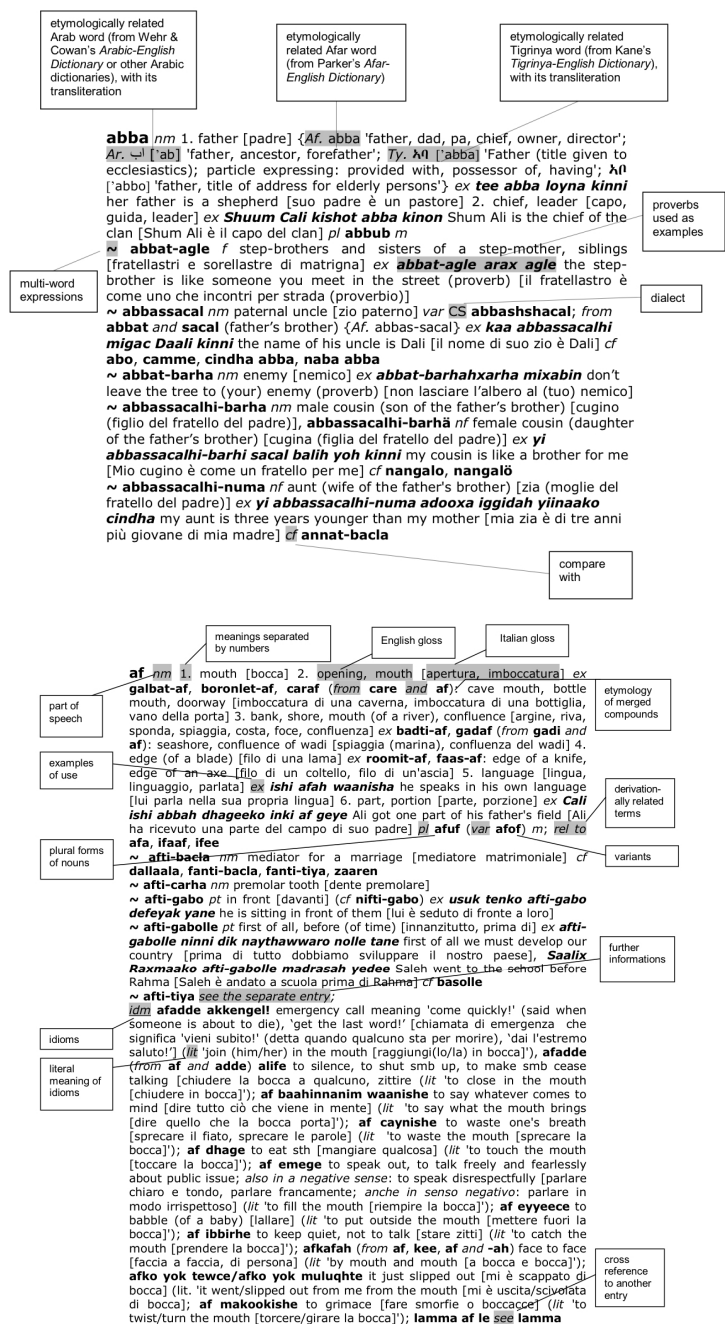 etymologically related
Arab word (from Wehr &
Cowan's Arabic-English
Dictionary or other Arabic
dictionaries), with its
transliteration
etymologically
related Afar word
(from Parker's Afar-
English Dictionary)
etymologically related
Tigrinya word (from Kane's
Tigrinya-English Dictionary),
with its transliteration
abba nm 1. father [padre] {Af. abba 'father, dad, pa, chief, owner, director';
Ar. اب [ʾab] 'father, ancestor, forefather'; Ty. አባ [ʾabba] 'Father (title given to
ecclesiastics); particle expressing: provided with, possessor of, having'; አቦ
[ʾabbo] 'father, title of address for elderly persons'} ex tee abba loyna kinni
her father is a shepherd [suo padre è un pastore] 2. chief, leader [capo,
guida, leader] ex Shuum Cali kishot abba kinon Shum Ali is the chief of the
clan [Shum Ali è il capo del clan] pl abbub m
~ abbat-agle f step-brothers and sisters of a step-mother, siblings
[fratellastri e sorellastre di matrigna] ex abbat-agle arax agle the step-
brother is like someone you meet in the street (proverb) [il fratellastro è
come uno che incontri per strada (proverbio)]
~ abbassacal nm paternal uncle [zio paterno] var CS abbashshacal; from
abbat and sacal (father's brother) {Af. abbas-sacal} ex kaa abbassacalhi
migac Daali kinni the name of his uncle is Dali [il nome di suo zio è Dali] cf
abo, camme, cindha abba, naba abba
~ abbat-barha nm enemy [nemico] ex abbat-barhahxarha mixabin don't
leave the tree to (your) enemy (proverb) [non lasciare l'albero al (tuo) nemico]
~ abbassacalhi-barha nm male cousin (son of the father's brother) [cugino
(figlio del fratello del padre)], abbassacalhi-barhä nf female cousin (daughter
of the father's brother) [cugina (figlia del fratello del padre)] ex yi
abbassacalhi-barhi sacal balih yoh kinni my cousin is like a brother for me
[Mio cugino è come un fratello per me] cf nangalo, nangalö
~ abbassacalhi-numa nf aunt (wife of the father's brother) [zia (moglie del
fratello del padre)] ex yi abbassacalhi-numa adooxa iggidah yiinaako
cindha my aunt is three years younger than my mother [mia zia è di tre anni
più giovane di mia madre] cf annat-bacla
proverbs
used as
examples
multi-word
expressions
dialect
compare
with
meanings separated
by numbers
English gloss
Italian gloss
af nm 1. mouth [bocca] 2. opening, mouth [apertura, imboccatura] ex
galbat-af, boronlet-af, caraf (from care and af): cave mouth, bottle
mouth, doorway [imboccatura di una caverna, imboccatura di una bottiglia,
vano della porta] 3. bank, shore, mouth (of a river), confluence [argine, riva,
sponda, spiaggia, costa, foce, confluenza] ex badti-af, gadaf (from gadi and
af): seashore, confluence of wadi [spiaggia (marina), confluenza del wadi] 4.
edge (of a blade) [filo di una lama] ex roomit-af, faas-af: edge of a knife,
edge of an axe [filo di un coltello, filo di un'ascia] 5. language [lingua,
linguaggio, parlata] ex ishi afah waanisha he speaks in his own language
[lui parla nella sua propria lingua] 6. part, portion [parte, porzione] ex Cali
ishi abbah dhageeko inki af geye Ali got one part of his father's field [Ali
ha ricevuto una parte del campo di suo padre] pl afuf (var afof) m; rel to
afa, ifaaf, ifee
~ afti-bacla nm mediator for a marriage [mediatore matrimoniale] cf
dallaala, fanti-bacla, fanti-tiya, zaaren
~ afti-carha nm premolar tooth [dente premolare]
~ afti-gabo pt in front [davanti] (cf nifti-gabo) ex usuk tenko afti-gabo
defeyak yane he is sitting in front of them [lui è seduto di fronte a loro]
~ afti-gabolle pt first of all, before (of time) [innanzitutto, prima di] ex afti-
gabolle ninni dik naythawwaro nolle tane first of all we must develop our
country [prima di tutto dobbiamo sviluppare il nostro paese], Saalix
Raxmaako afti-gabolle madrasah yedee Saleh went to the school before
Rahma [Saleh è andato a scuola prima di Rahma] cf basolle
~ afti-tiya see the separate entry;
idm afadde akkengel! emergency call meaning 'come quickly!' (said when
someone is about to die), 'get the last word!' [chiamata di emergenza che
significa 'vieni subito!' (detta quando qualcuno sta per morire), 'dai l'estremo
saluto!'] (lit 'join (him/her) in the mouth [raggiungi(lo/la) in bocca]'), afadde
(from af and adde) alife to silence, to shut smb up, to make smb cease
talking [chiudere la bocca a qualcuno, zittire (lit 'to close in the mouth
[chiudere in bocca]'); af baahinnanim waanishe to say whatever comes to
mind [dire tutto ciò che viene in mente] (lit 'to say what the mouth brings
[dire quello che la bocca porta]'); af caynishe to waste one's breath
[sprecare il fiato, sprecare le parole] (lit 'to waste the mouth [sprecare la
bocca]'); af dhage to eat sth [mangiare qualcosa] (lit 'to touch the mouth
[toccare la bocca]'); af emege to speak out, to talk freely and fearlessly
about public issue; also in a negative sense: to speak disrespectfully [parlare
chiaro e tondo, parlare francamente; anche in senso negativo: parlare in
modo irrispettoso] (lit 'to fill the mouth [riempire la bocca]'); af eyyeece to
babble (of a baby) [lallare] (lit 'to put outside the mouth [mettere fuori la
bocca]'); af ibbirhe to keep quiet, not to talk [stare zitti] (lit 'to catch the
mouth [prendere la bocca]'); afkafah (from af, kee, af and -ah) face to face
[faccia a faccia, di persona] (lit 'by mouth and mouth [a bocca e bocca]');
afko yok tewce/afko yok muluqhte it just slipped out [mi è scappato di
bocca] (lit. 'it went/slipped out from me from the mouth [mi è uscita/scivolata
di bocca]; af makookishe to grimace [fare smorfie o boccacce] (lit 'to
twist/turn the mouth [torcere/girare la bocca]'); lamma af le see lamma
part of
speech
examples
of use
plural forms
of nouns
idioms
literal
meaning of
idioms
etymology
of merged
compounds
derivation-
ally related
terms
variants
further
informations
cross
reference
to another
entry